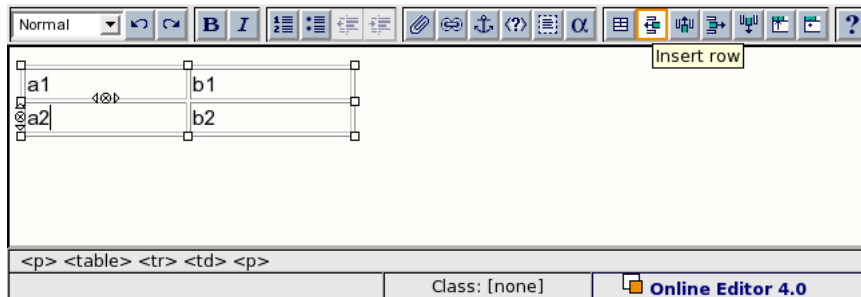 Normal B I <?> α ?
Insert row
a1 b1
a2 b2
<p> <table> <tr> <td> <p>
Class: [none] Online Editor 4.0